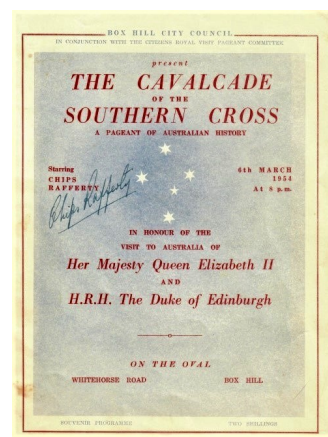 BOX HILL CITY COUNCIL
IN CONJUNCTION WITH THE CITIZENS ROYAL VISIT PAGEANT COMMITTEE
present
THE CAVALCADE
OF THE
SOUTHERN CROSS
A PAGEANT OF AUSTRALIAN HISTORY
Starring
CHIPS
RAFFERTY
Chips Rafferty
6th MARCH
1954
At 8 p.m.
IN HONOUR OF THE
VISIT TO AUSTRALIA OF
Her Majesty Queen Elizabeth II
AND
H.R.H. The Duke of Edinburgh
ON THE OVAL
WHITEHORSE ROAD BOX HILL
SOUVENIR PROGRAMME TWO SHILLINGS